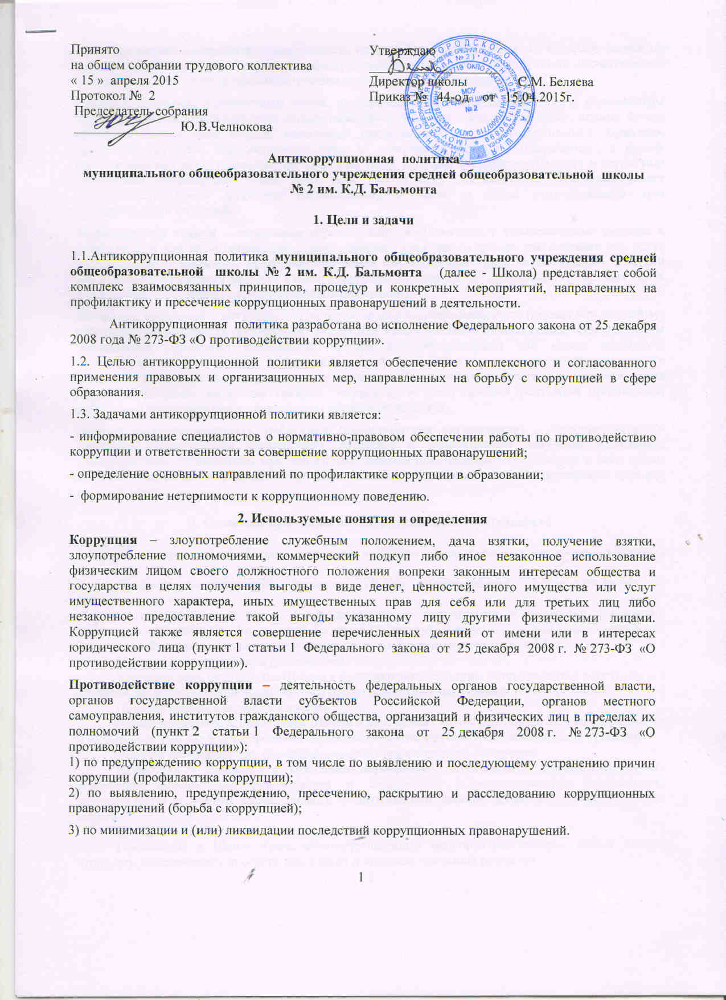 Принято
на общем собрании трудового коллектива
« 15 » апреля 2015
Протокол № 2
Председатель собрания
_______________ Ю.В.Челнокова
Утверждаю
Директор школы С.М. Беляева
Приказ № 44-од от 15.04.2015г.
МОУ
СРЕДНЯЯ ШКОЛА
№ 2
Антикоррупционная политика
муниципального общеобразовательного учреждения средней общеобразовательной школы
№ 2 им. К.Д. Бальмонта
1. Цели и задачи
1.1.Антикоррупционная политика муниципального общеобразовательного учреждения средней
общеобразовательной школы № 2 им. К.Д. Бальмонта (далее - Школа) представляет собой
комплекс взаимосвязанных принципов, процедур и конкретных мероприятий, направленных на
профилактику и пресечение коррупционных правонарушений в деятельности.
Антикоррупционная политика разработана во исполнение Федерального закона от 25 декабря
2008 года № 273-ФЗ «О противодействии коррупции».
1.2. Целью антикоррупционной политики является обеспечение комплексного и согласованного
применения правовых и организационных мер, направленных на борьбу с коррупцией в сфере
образования.
1.3. Задачами антикоррупционной политики является:
- информирование специалистов о нормативно-правовом обеспечении работы по противодействию
коррупции и ответственности за совершение коррупционных правонарушений;
- определение основных направлений по профилактике коррупции в образовании;
- формирование нетерпимости к коррупционному поведению.
2. Используемые понятия и определения
Коррупция – злоупотребление служебным положением, дача взятки, получение взятки,
злоупотребление полномочиями, коммерческий подкуп либо иное незаконное использование
физическим лицом своего должностного положения вопреки законным интересам общества и
государства в целях получения выгоды в виде денег, ценностей, иного имущества или услуг
имущественного характера, иных имущественных прав для себя или для третьих лиц либо
незаконное предоставление такой выгоды указанному лицу другими физическими лицами.
Коррупцией также является совершение перечисленных деяний от имени или в интересах
юридического лица (пункт 1 статьи 1 Федерального закона от 25 декабря 2008 г. № 273-ФЗ «О
противодействии коррупции»).
Противодействие коррупции – деятельность федеральных органов государственной власти,
органов государственной власти субъектов Российской Федерации, органов местного
самоуправления, институтов гражданского общества, организаций и физических лиц в пределах их
полномочий (пункт 2 статьи 1 Федерального закона от 25 декабря 2008 г. № 273-ФЗ «О
противодействии коррупции»):
1) по предупреждению коррупции, в том числе по выявлению и последующему устранению причин
коррупции (профилактика коррупции);
2) по выявлению, предупреждению, пресечению, раскрытию и расследованию коррупционных
правонарушений (борьба с коррупцией);
3) по минимизации и (или) ликвидации последствий коррупционных правонарушений.
1